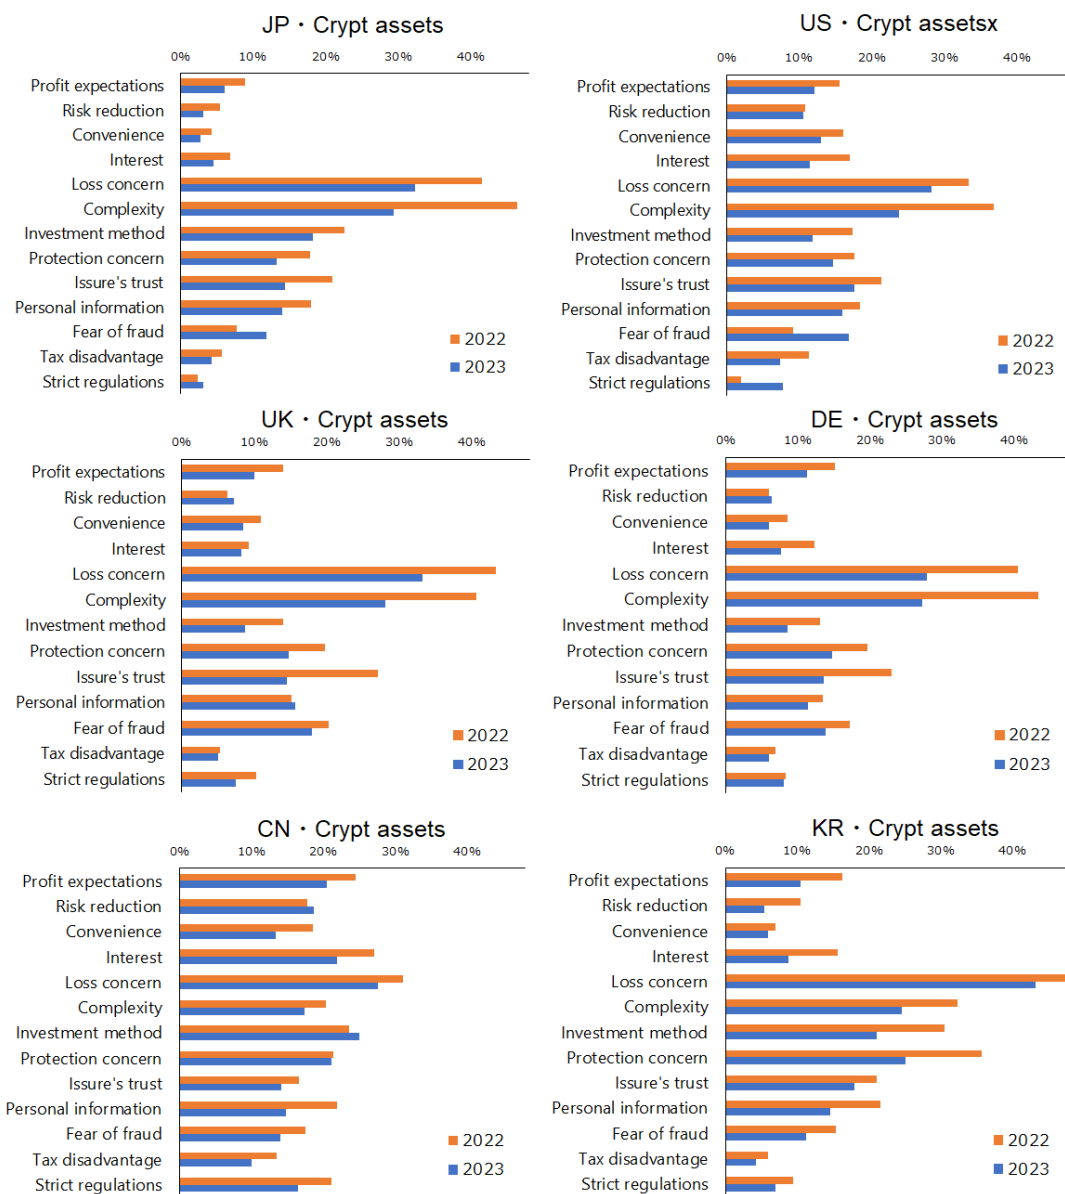 JP・Crypt assets
0% 10% 20% 30% 40%
Profit expectations
Risk reduction
Convenience
Interest
Loss concern
Complexity
Investment method
Protection concern
Issure's trust
Personal information
Fear of fraud
Tax disadvantage
Strict regulations
2022
2023
US・Crypt assetsx
0% 10% 20% 30% 40%
Profit expectations
Risk reduction
Convenience
Interest
Loss concern
Complexity
Investment method
Protection concern
Issure's trust
Personal information
Fear of fraud
Tax disadvantage
Strict regulations
2022
2023
UK・Crypt assets
0% 10% 20% 30% 40%
Profit expectations
Risk reduction
Convenience
Interest
Loss concern
Complexity
Investment method
Protection concern
Issure's trust
Personal information
Fear of fraud
Tax disadvantage
Strict regulations
2022
2023
DE・Crypt assets
0% 10% 20% 30% 40%
Profit expectations
Risk reduction
Convenience
Interest
Loss concern
Complexity
Investment method
Protection concern
Issure's trust
Personal information
Fear of fraud
Tax disadvantage
Strict regulations
2022
2023
CN・Crypt assets
0% 10% 20% 30% 40%
Profit expectations
Risk reduction
Convenience
Interest
Loss concern
Complexity
Investment method
Protection concern
Issure's trust
Personal information
Fear of fraud
Tax disadvantage
Strict regulations
2022
2023
KR・Crypt assets
0% 10% 20% 30% 40%
Profit expectations
Risk reduction
Convenience
Interest
Loss concern
Complexity
Investment method
Protection concern
Issure's trust
Personal information
Fear of fraud
Tax disadvantage
Strict regulations
2022
2023